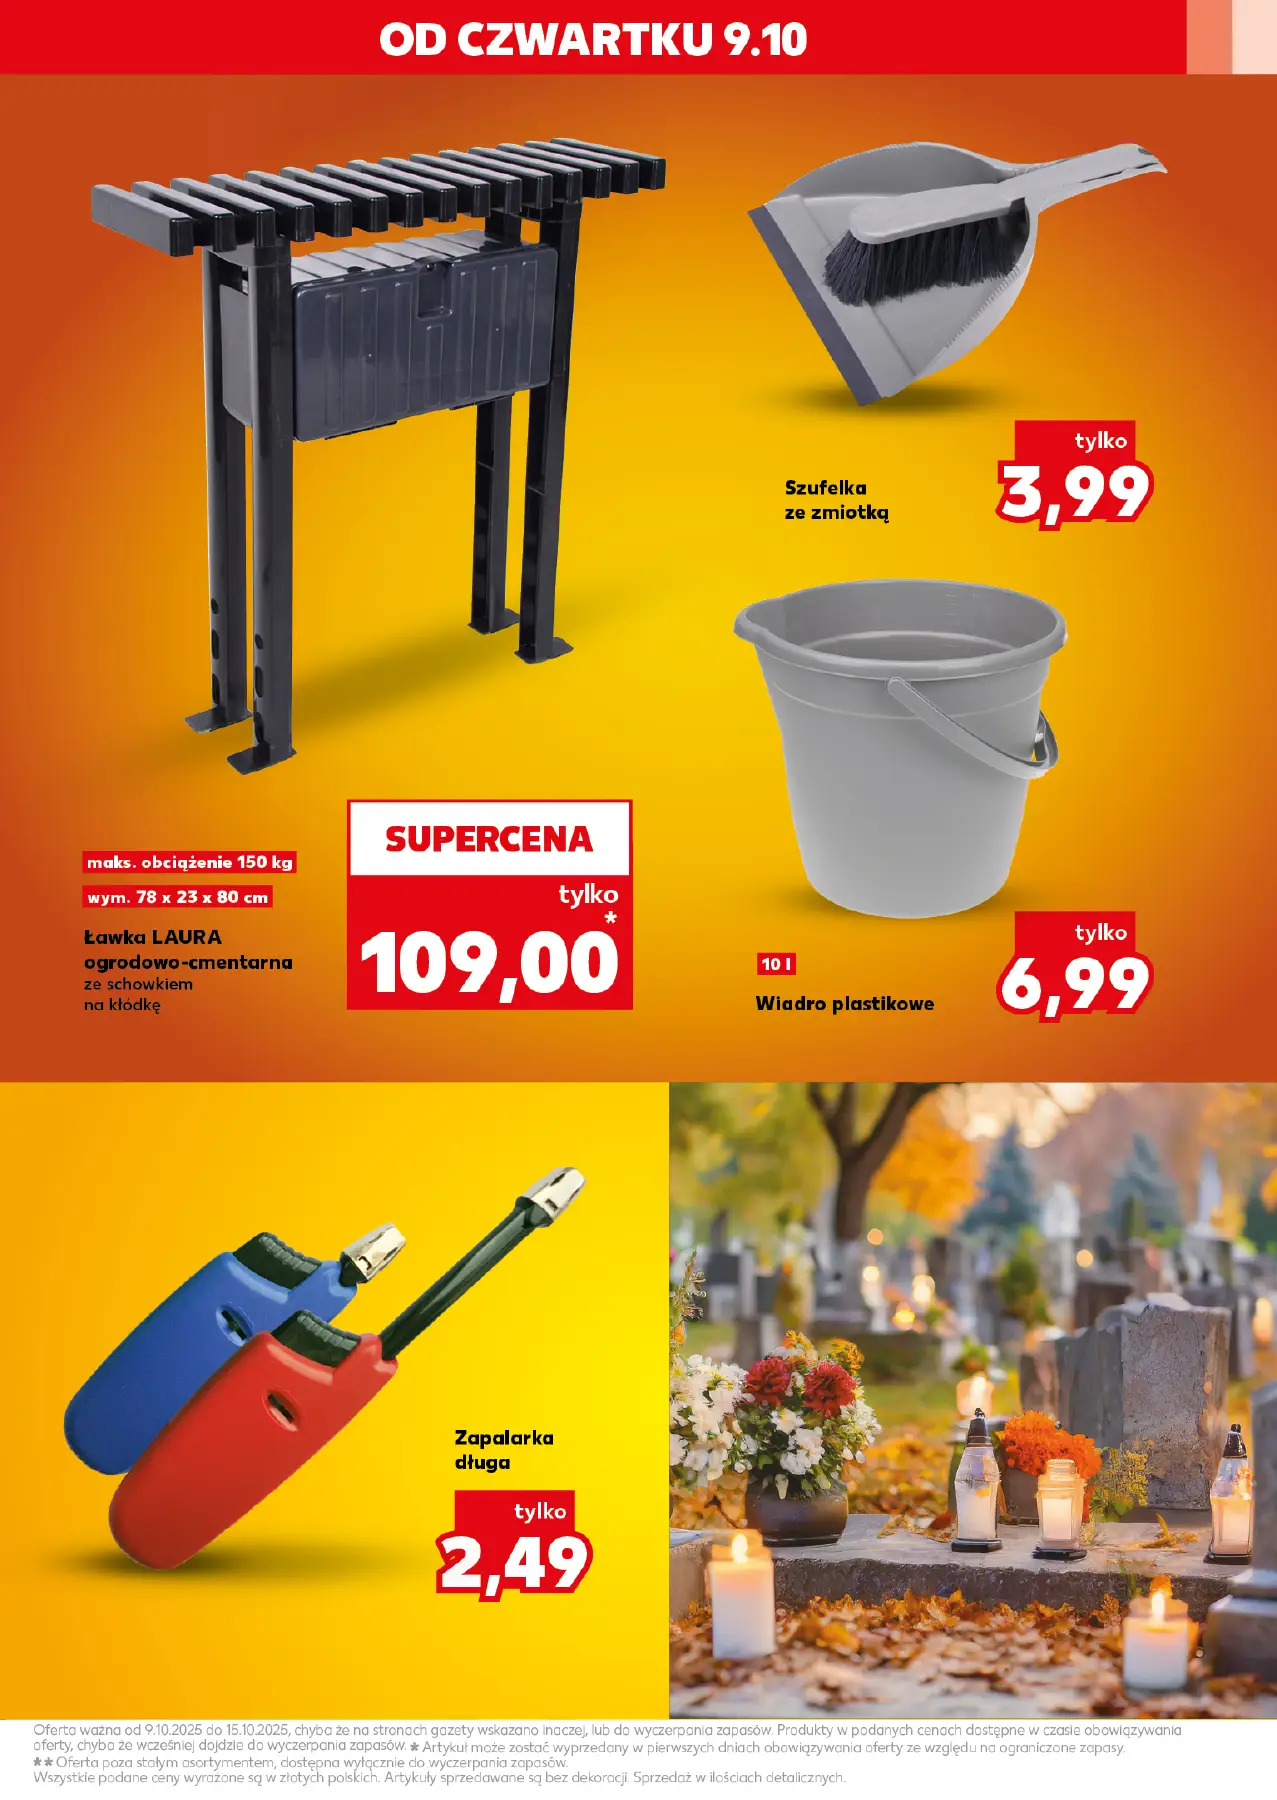 OD CZWARTKU 9.10
tylko
3,99
Szufelka
ze zmiotką
SUPERCENA
tylko
*
109,00
maks. obciążenie 150 kg
wym. 78 x 23 x 80 cm
Ławka LAURA
ogrodowo-cmentarna
ze schowkiem
na kłódkę
tylko
6,99
10 l
Wiadro plastikowe
Zapalarka
długa
tylko
2,49
Oferta ważna od 9.10.2025 do 15.10.2025, chyba że na stronach gazety wskazano inaczej, lub do wyczerpania zapasów. Produkty w podanych cenach dostępne w czasie obowiązywania
oferty, chyba że wcześniej dojdzie do wyczerpania zapasów. * Artykuł może zostać wyprzedany w pierwszych dniach obowiązywania oferty ze względu na ograniczone zapasy.
** Oferta poza stałym asortymentem, dostępna wyłącznie do wyczerpania zapasów.
Wszystkie podane ceny wyrażone są w złotych polskich. Artykuły sprzedawane są bez dekoracji. Sprzedaż w ilościach detalicznych.